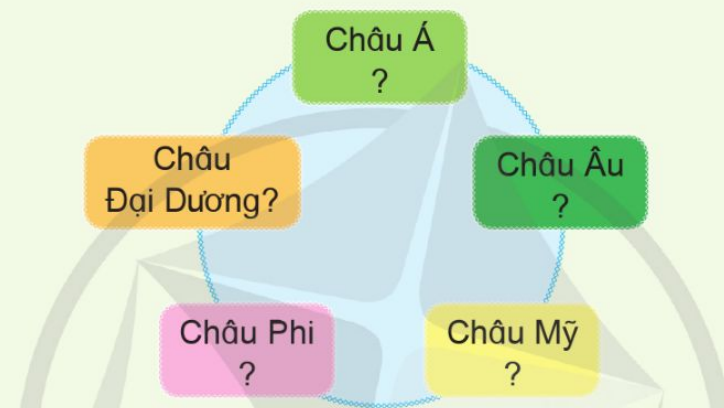 Châu Á
?
Châu
Đại Dương?
Châu Âu
?
Châu Phi
?
Châu Mỹ
?